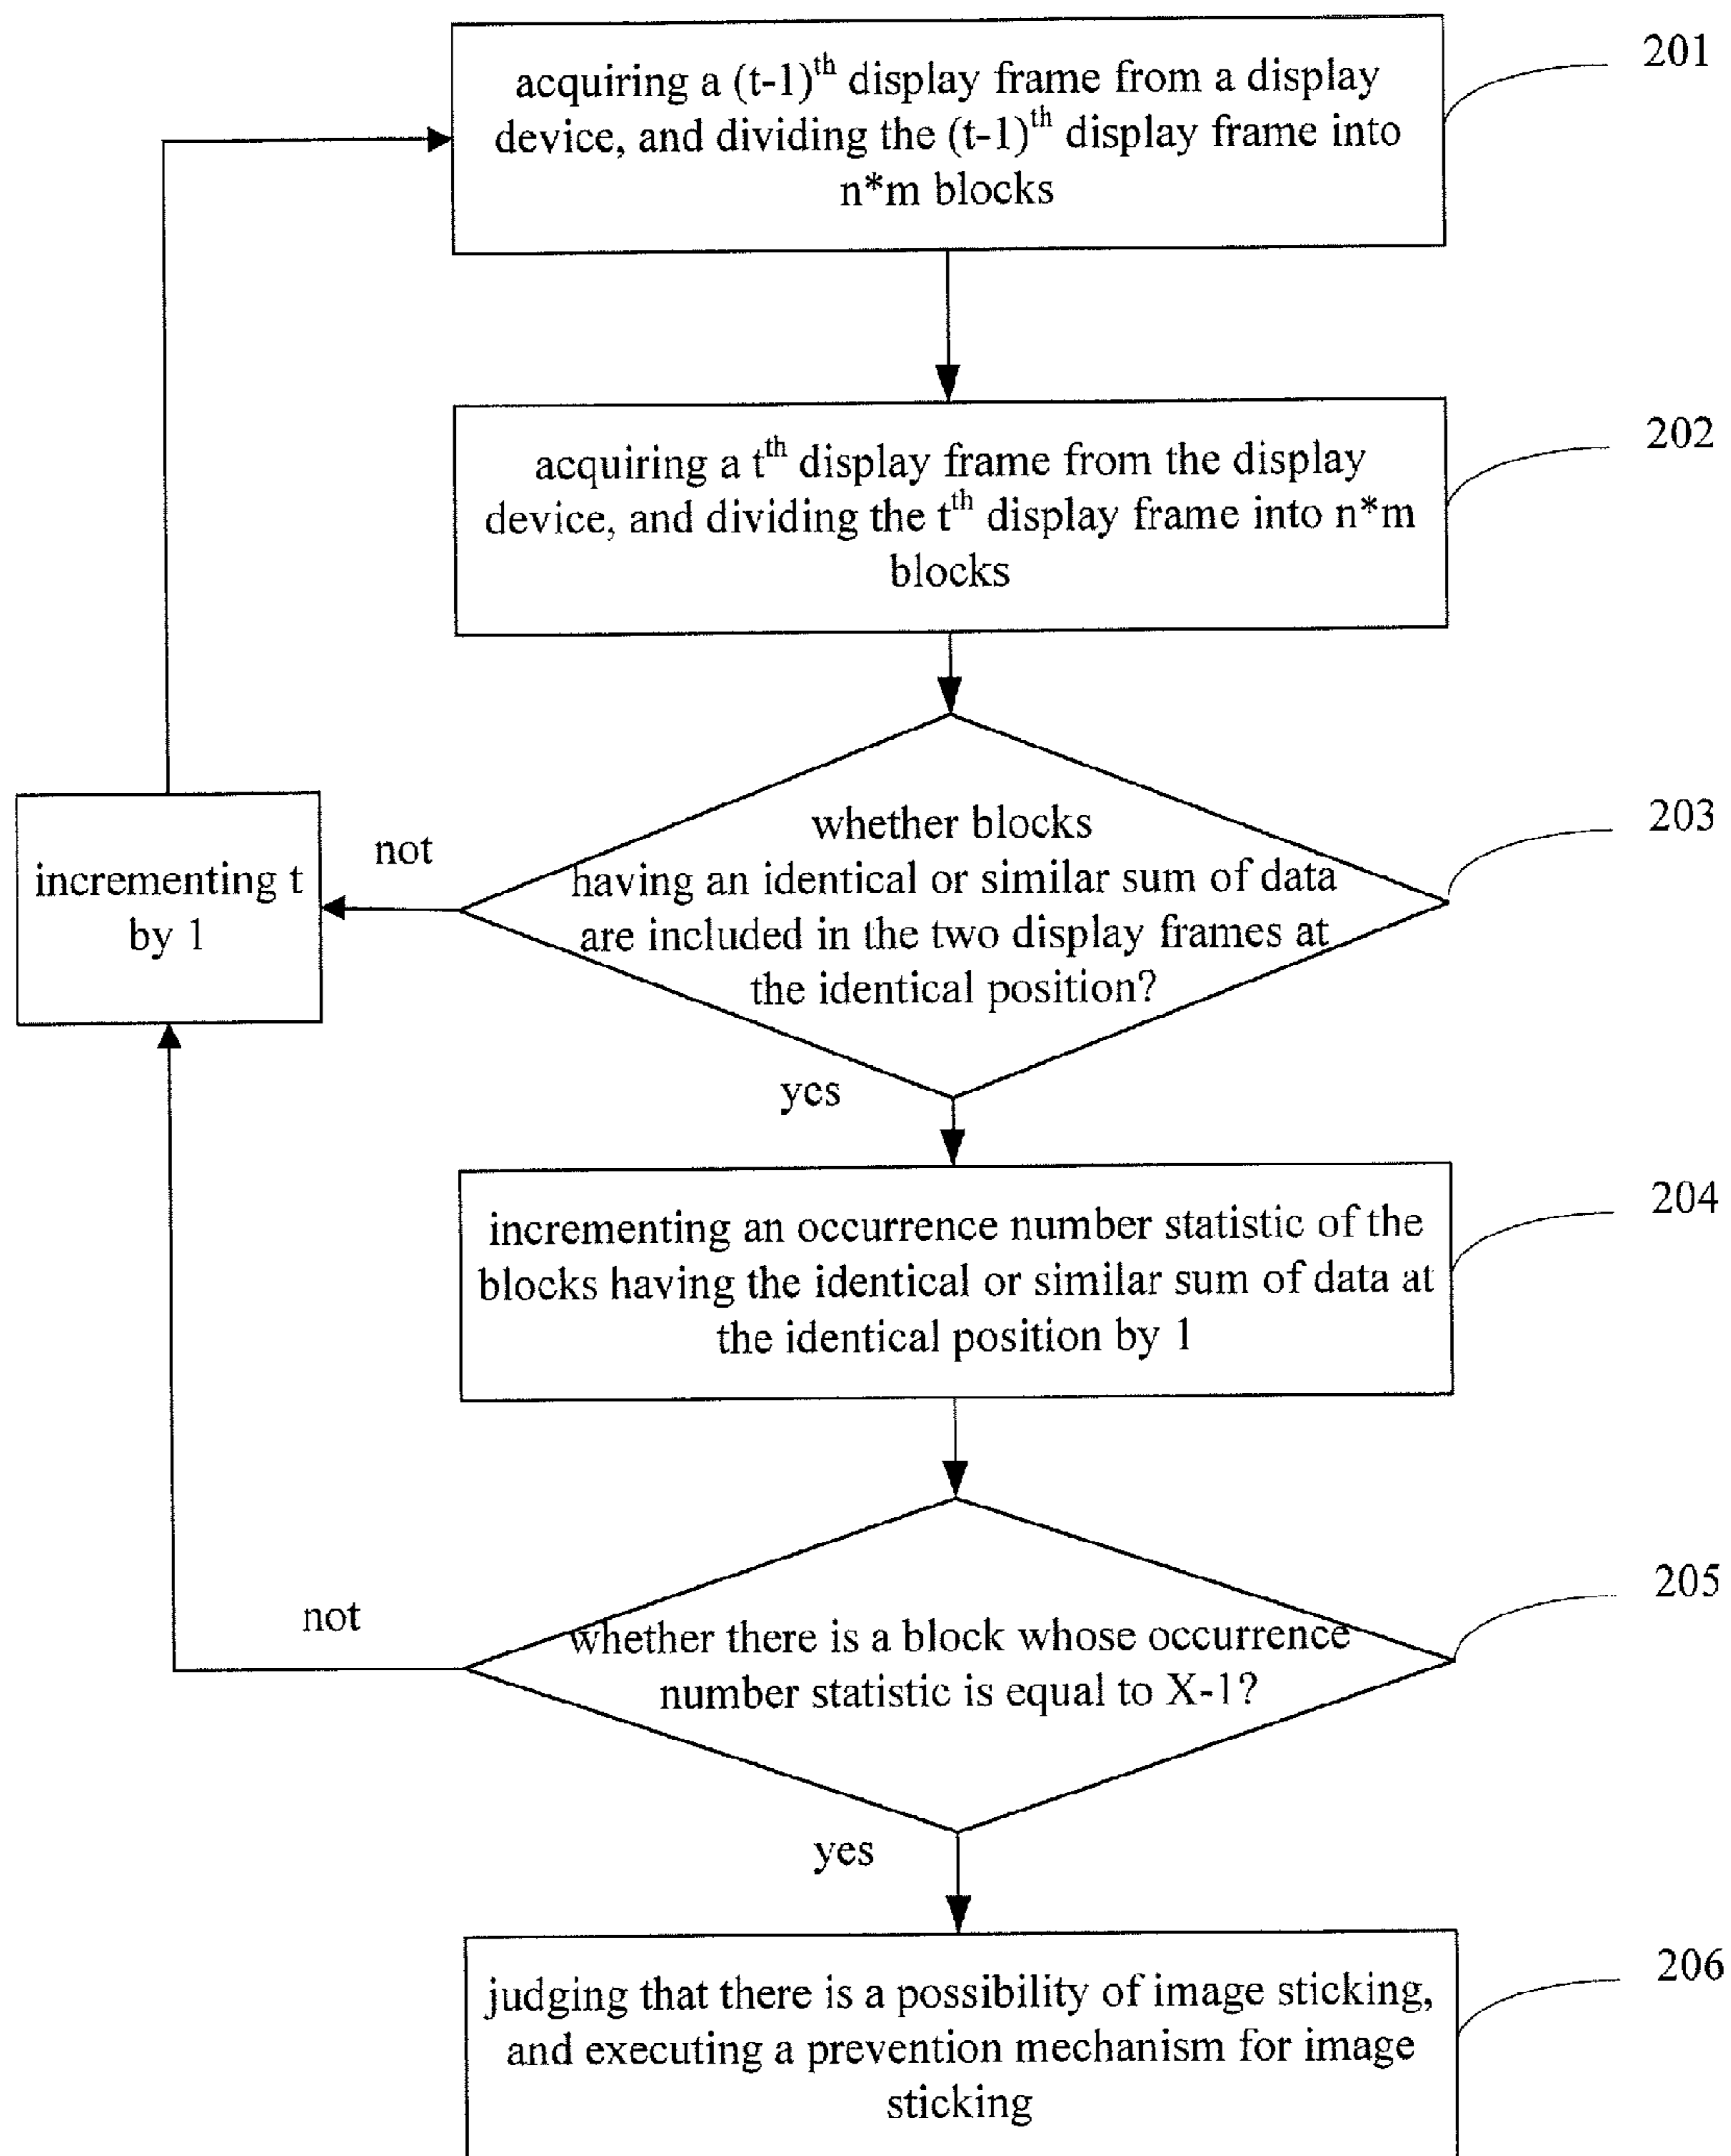 acquiring a (t-1)th display frame from a display
device, and dividing the (t-1)th display frame into
n*m blocks
201
acquiring a tth display frame from the display
device, and dividing the tth display frame into n*m
blocks
202
whether blocks
having an identical or similar sum of data
are included in the two display frames at
the identical position?
203
not
incrementing t
by 1
yes
incrementing an occurrence number statistic of the
blocks having the identical or similar sum of data at
the identical position by 1
204
whether there is a block whose occurrence
number statistic is equal to X-1?
205
not
yes
judging that there is a possibility of image sticking,
and executing a prevention mechanism for image
sticking
206